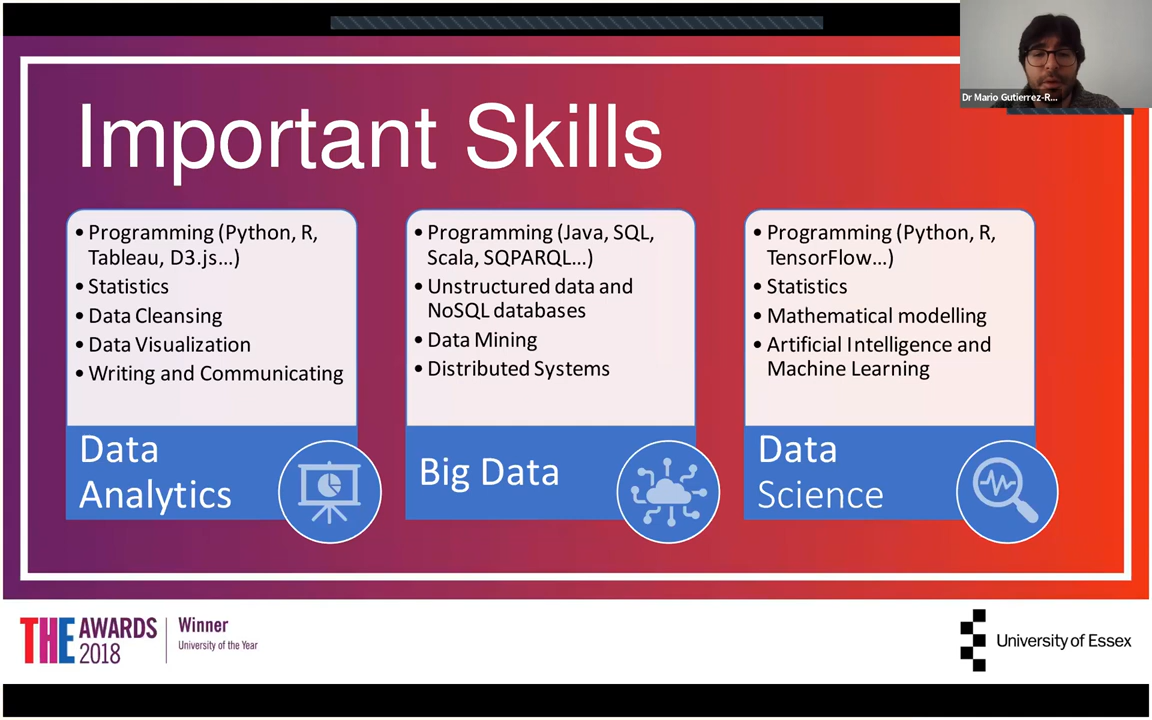 Dr Mario Gutierrez-R...
Important Skills
• Programming (Python, R,
Tableau, D3.js...)
• Statistics
• Data Cleansing
• Data Visualization
• Writing and Communicating
Data
Analytics
• Programming (Java, SQL,
Scala, SQPARQL...)
• Unstructured data and
NoSQL databases
• Data Mining
• Distributed Systems
Big Data
• Programming (Python, R,
TensorFlow...)
• Statistics
• Mathematical modelling
• Artificial Intelligence and
Machine Learning
Data
Science
THE AWARDS
2018
Winner
University of the Year
University of Essex